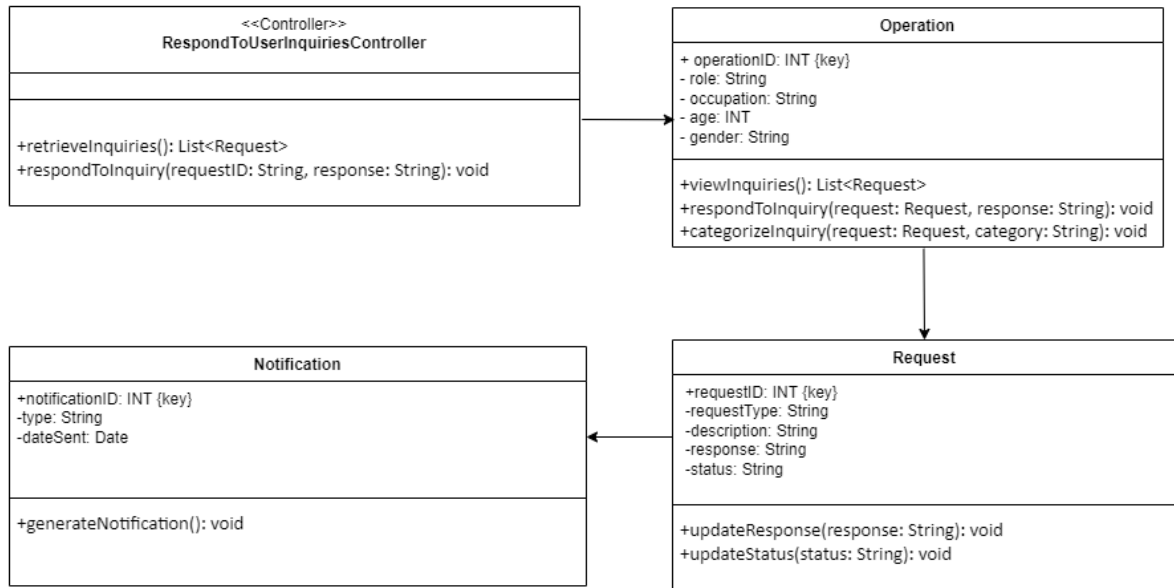 <<Controller>>
RespondToUserInquiriesController
+retrieveInquiries(): List<Request>
+respondToInquiry(requestID: String, response: String): void
Operation
+ operationID: INT {key}
- role: String
- occupation: String
- age: INT
- gender: String
+viewInquiries(): List<Request>
+respondToInquiry(request: Request, response: String): void
+categorizeInquiry(request: Request, category: String): void
Notification
+notificationID: INT {key}
-type: String
-dateSent: Date
+generateNotification(): void
Request
+requestID: INT {key}
-requestType: String
-description: String
-response: String
-status: String
+updateResponse(response: String): void
+updateStatus(status: String): void